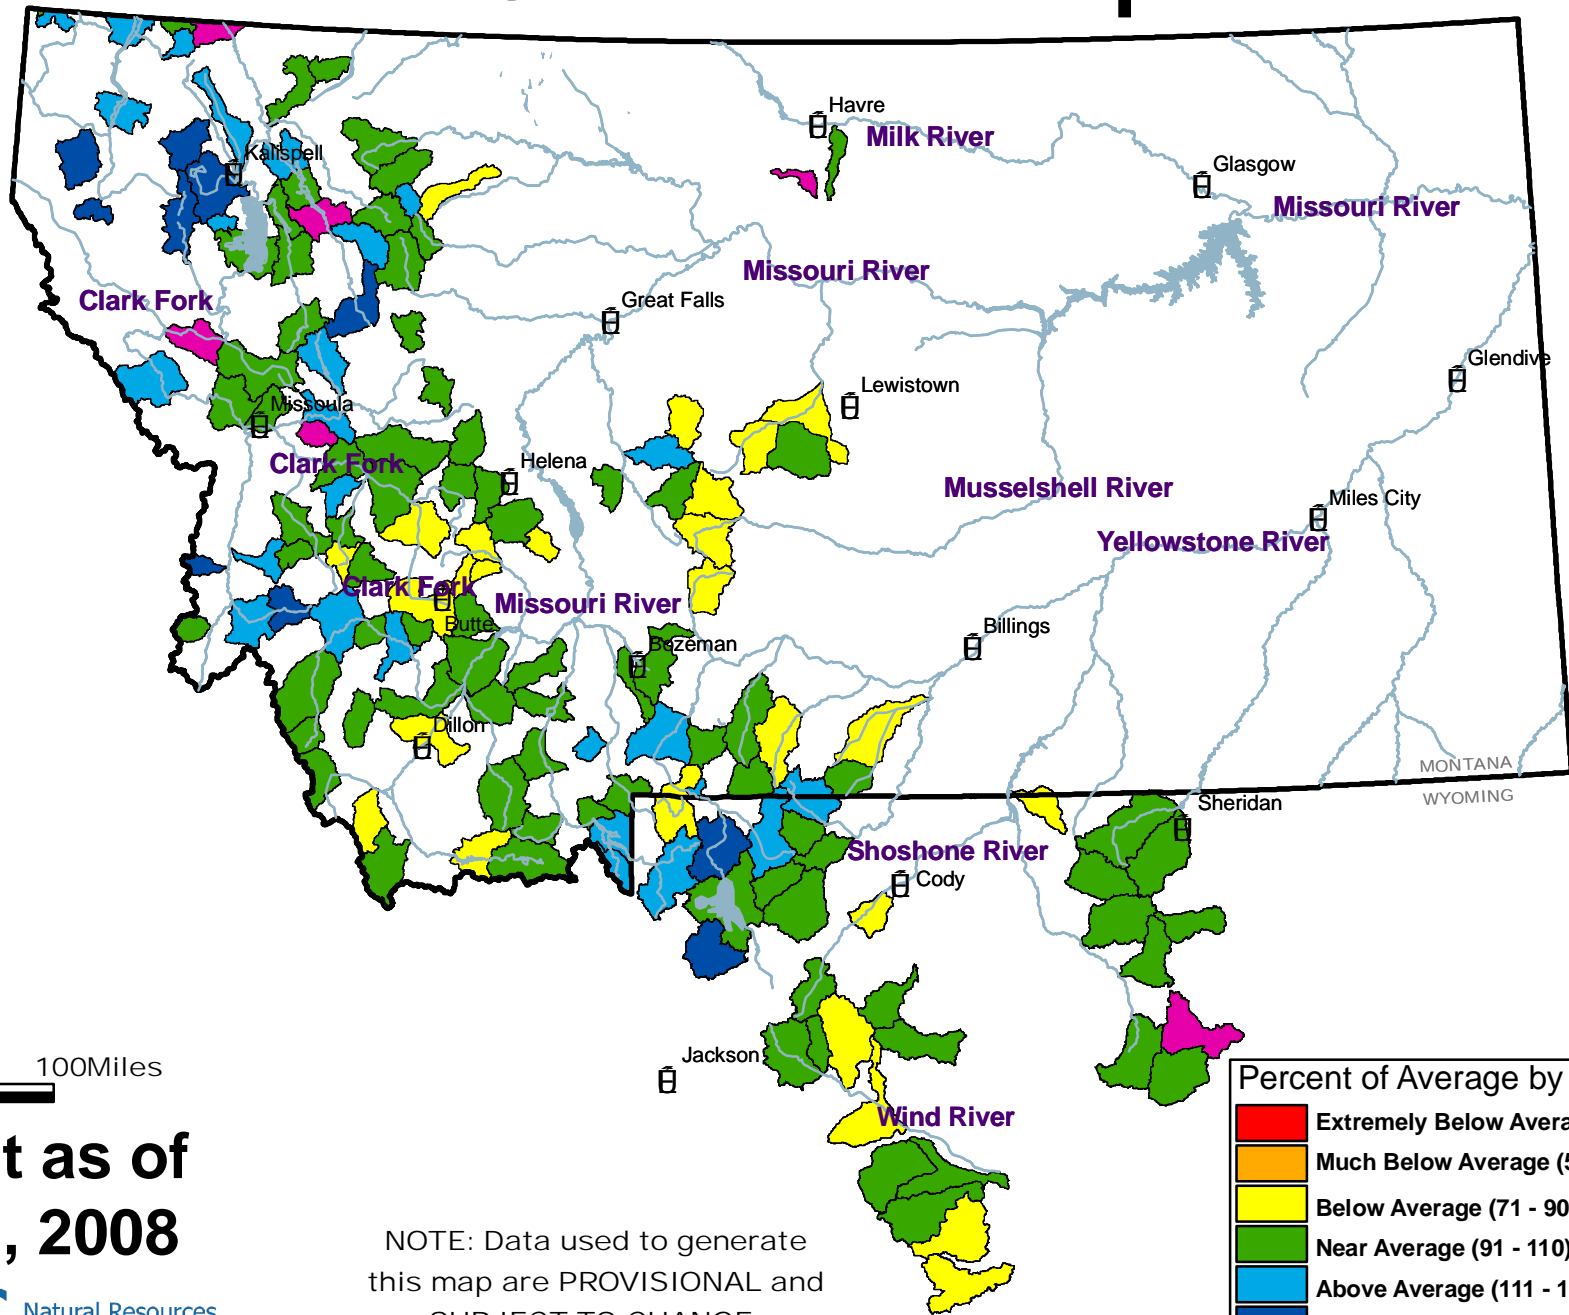 Havre
Milk River
Kalispell
Glasgow
Missouri River
Missouri River
Clark Fork
Great Falls
Glendive
Lewistown
Missoula
Clark Fork
Helena
Musselshell River
Miles City
Yellowstone River
Clark Fork
Missouri River
Butte
Billings
Bozeman
Dillon
MONTANA
WYOMING
Sheridan
Shoshone River
Cody
Jackson
100Miles
Wind River
Percent of Average by
Extremely Below Avera
Much Below Average (5
Below Average (71 - 90
Near Average (91 - 110)
Above Average (111 - 1
t as of
, 2008
NOTE: Data used to generate
this map are PROVISIONAL and
SUBJECT TO CHANGE
Natural Resources